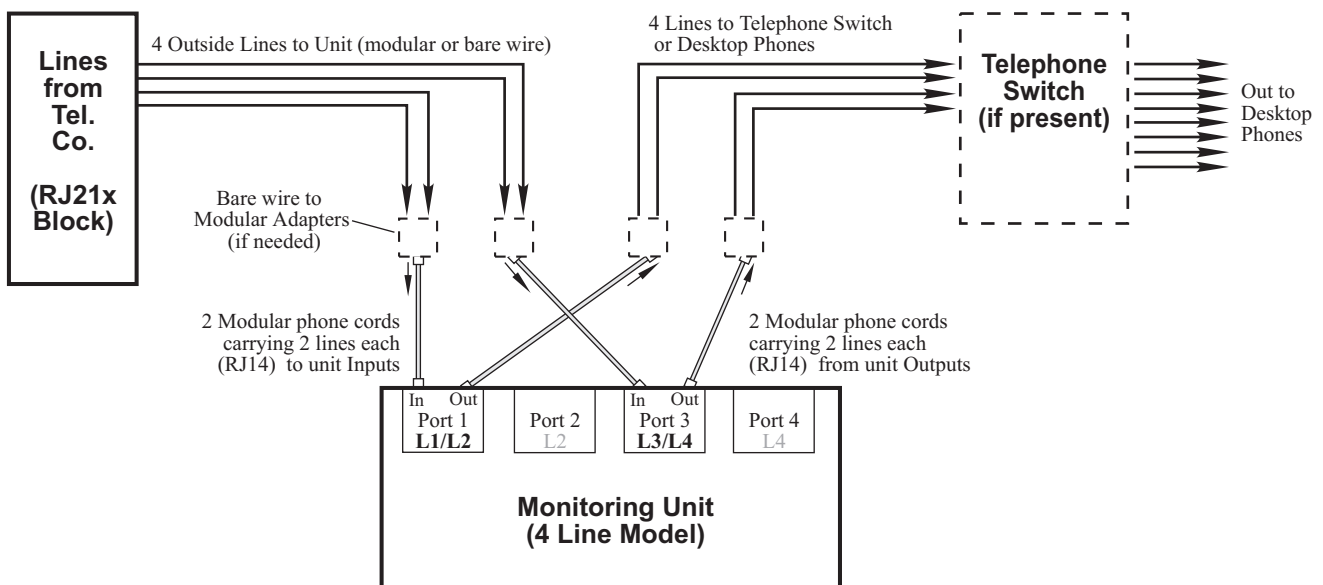 Lines
from
Tel.
Co.
(RJ21x
Block)
4 Outside Lines to Unit (modular or bare wire)
4 Lines to Telephone Switch
or Desktop Phones
Telephone
Switch
(if present)
Out to
Desktop
Phones
Bare wire to
Modular Adapters
(if needed)
2 Modular phone cords
carrying 2 lines each
(RJ14) to unit Inputs
2 Modular phone cords
carrying 2 lines each
(RJ14) from unit Outputs
In Out
Port 1
L1/L2
Port 2
L2
In Out
Port 3
L3/L4
Port 4
L4
Monitoring Unit
(4 Line Model)